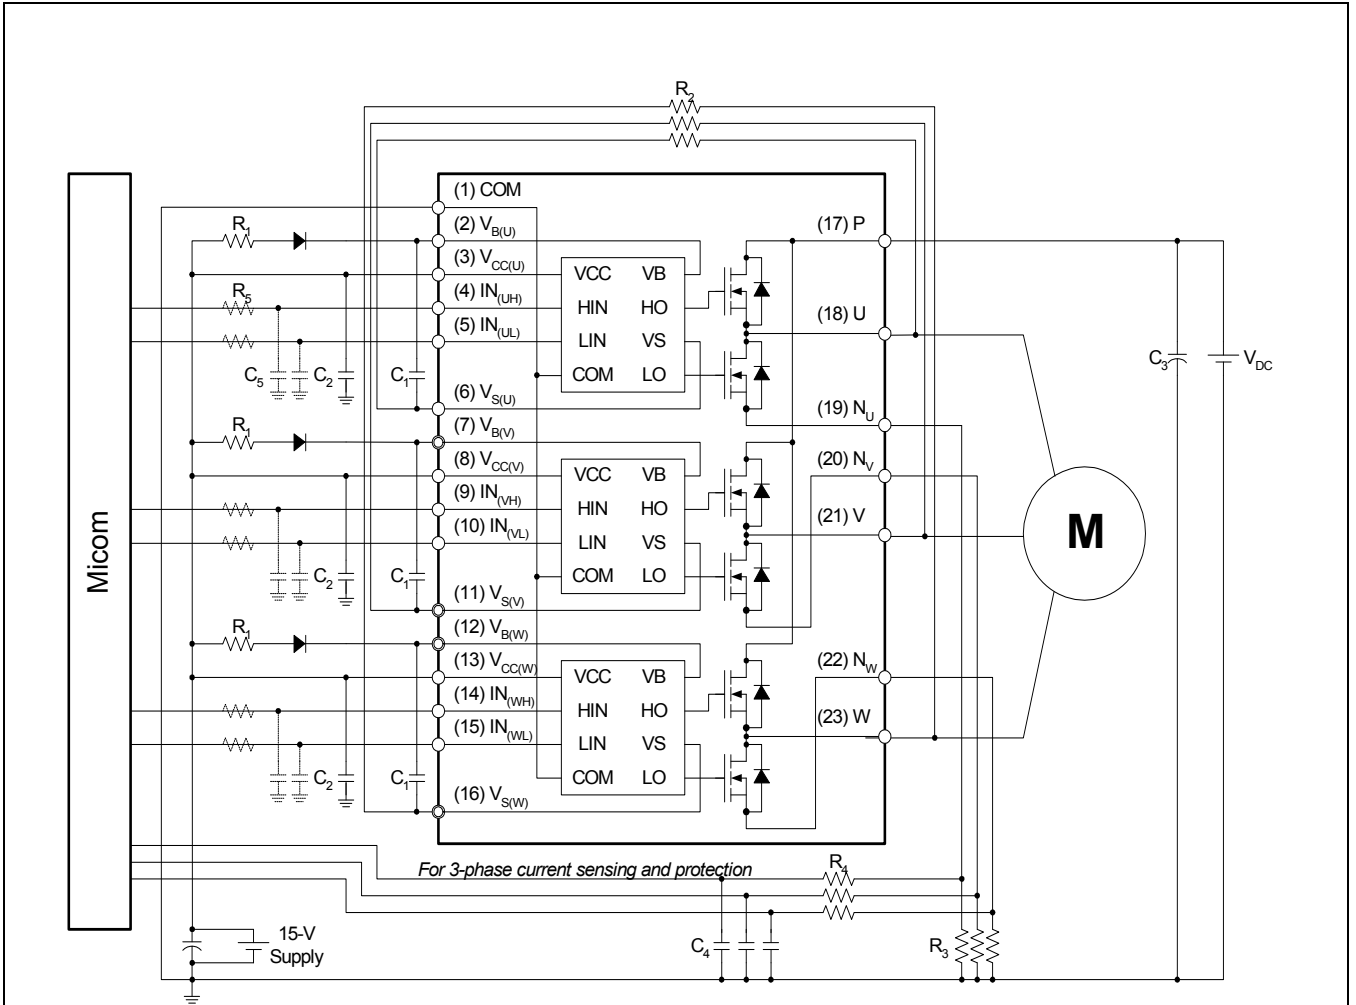 R2
(1) COM
R1
(2) VB(U)
(17) P
(3) VCC(U)
VCC VB
R5
(4) IN(UH)
HIN HO
(18) U
(5) IN(UL)
LIN VS
C3
VDC
C5 C2 C1
COM LO
(6) VS(U)
(19) NU
R1
(7) VB(V)
(8) VCC(V)
VCC VB
(20) NV
(9) IN(VH)
HIN HO
(21) V
(10) IN(VL)
LIN VS
M
Micom
C2 C1
COM LO
(11) VS(V)
R1
(12) VB(W)
(13) VCC(W)
VCC VB
(22) NW
(14) IN(WH)
HIN HO
(23) W
(15) IN(WL)
LIN VS
C2 C1
COM LO
(16) VS(W)
For 3-phase current sensing and protection
R4
15-V
Supply
C4
R3